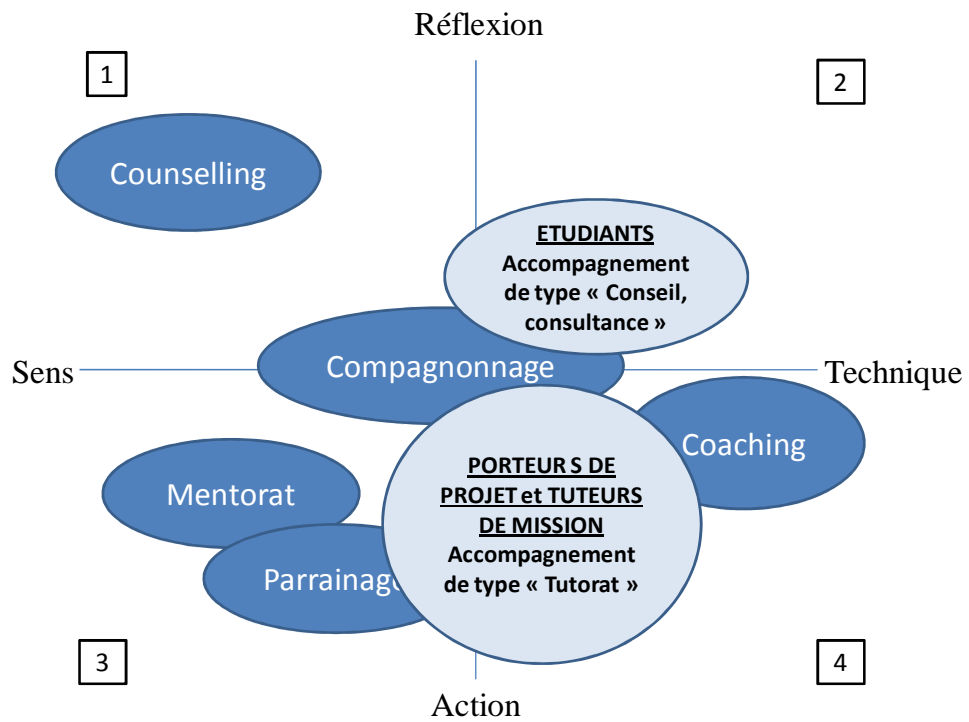 Réflexion
1
2
Counselling
ETUDIANTS
Accompagnement
de type « Conseil,
consultance »
Compagnonnage
Sens
Technique
Coaching
Mentorat
PORTEUR S DE
PROJET et TUTEURS
DE MISSION
Accompagnement
de type « Tutorat »
Parrainage
3
4
Action